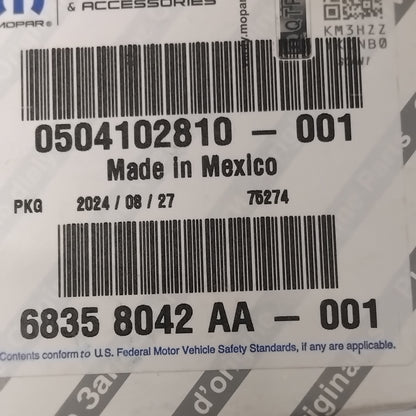 & ACCESSORIES
MOPAR®
KM3HZZ
0504102810 - 001
Made in Mexico
PKG 2024 / 08 / 27 75274
6835 8042 AA - 001
Contents conform to U.S. Federal Motor Vehicle Safety Standards, if any are applicable.